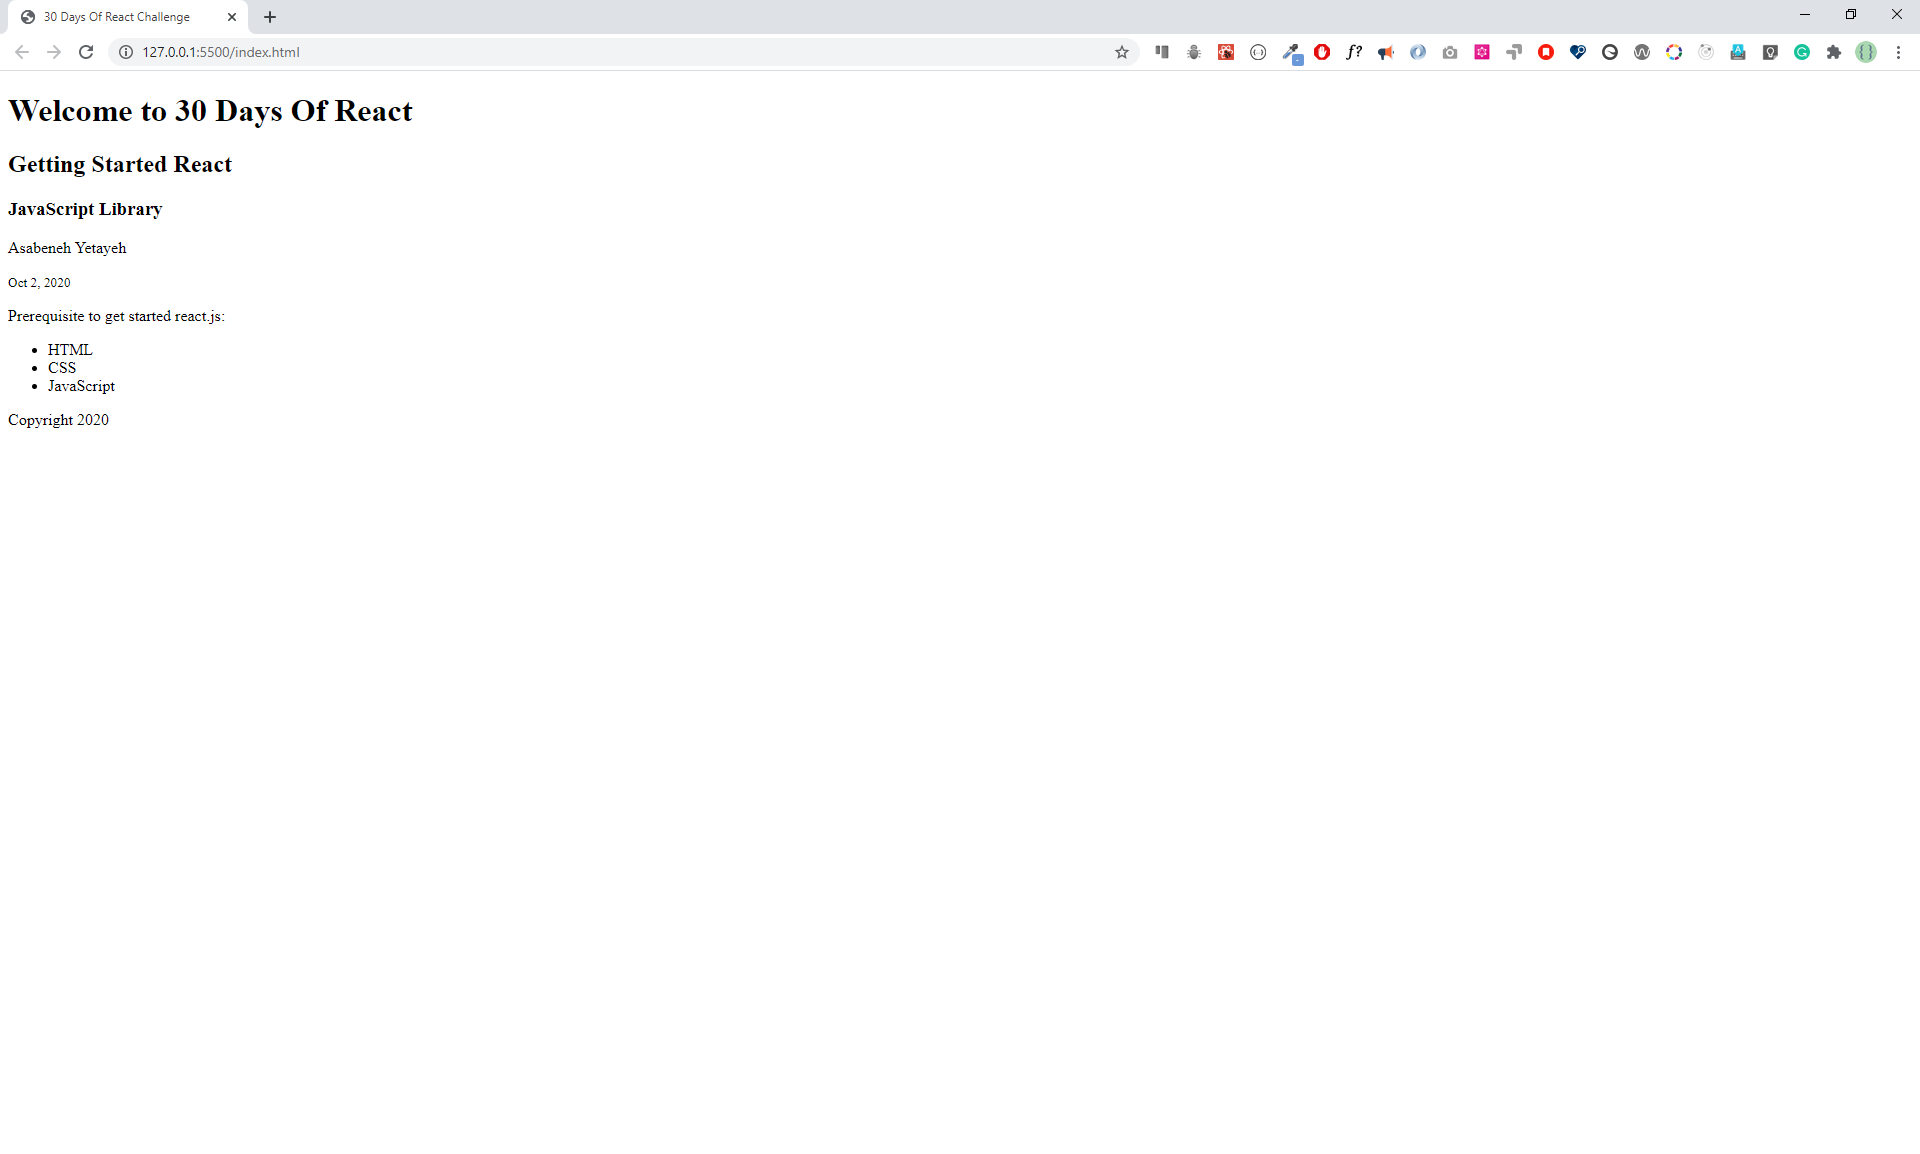 30 Days Of React Challenge
127.0.0.1:5500/index.html
f?
Welcome to 30 Days Of React
Getting Started React
JavaScript Library
Asabeneh Yetayeh
Oct 2, 2020
Prerequisite to get started react.js:
HTML
CSS
JavaScript
Copyright 2020